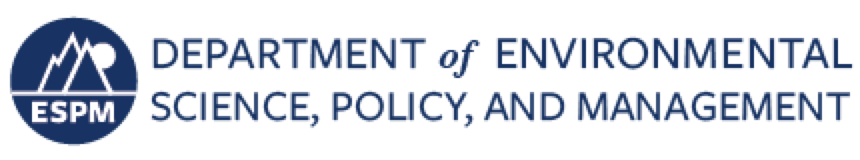 ESPM
DEPARTMENT of ENVIRONMENTAL
SCIENCE, POLICY, AND MANAGEMENT